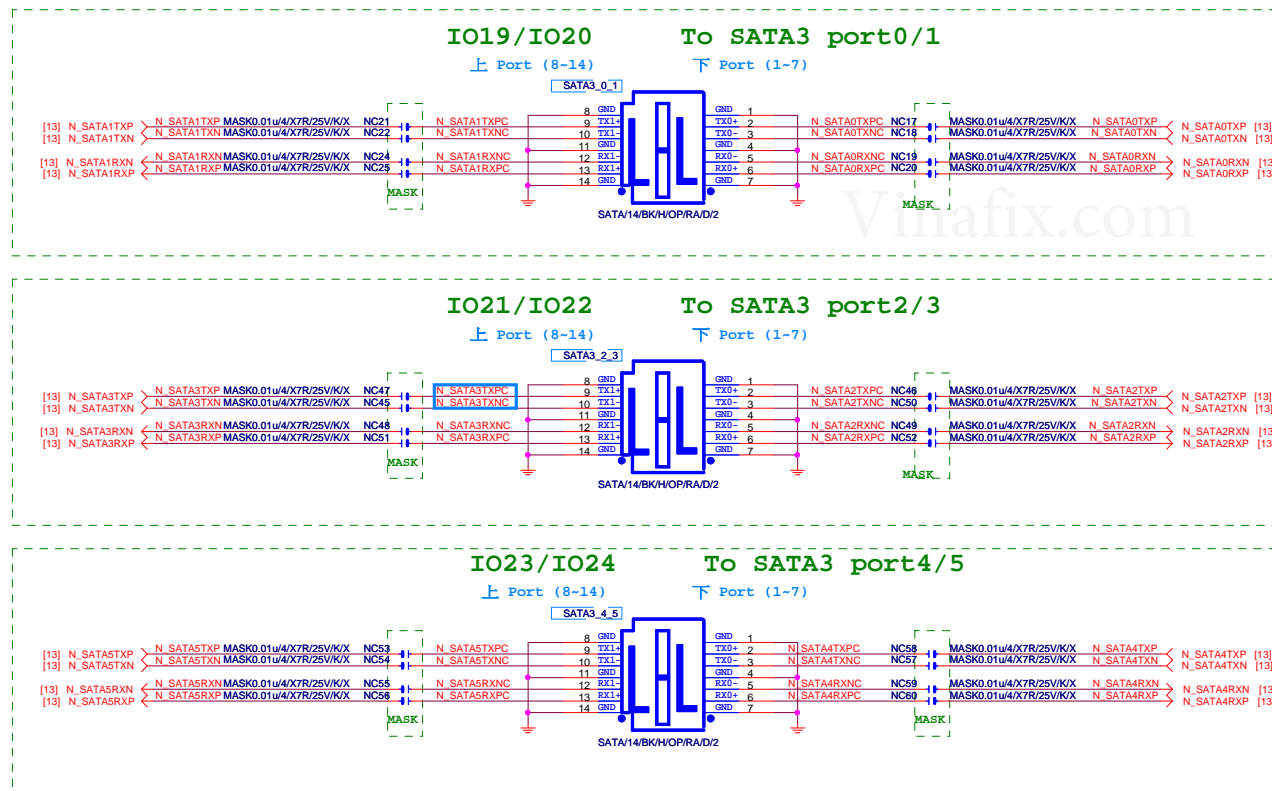 IO19/IO20 To SATA3 port0/1
上 Port (8~14) 下 Port (1~7)
SATA3_0_1
8 GND GND 1
[13] N_SATA1TXP N_SATA1TXP MASK0.01u/4/X7R/25V/K/X NC21 N_SATA1TXPC 9 TX1+ TX0+ 2 N_SATA0TXPC NC17 MASK0.01u/4/X7R/25V/K/X N_SATA0TXP N_SATA0TXP [13]
[13] N_SATA1TXN N_SATA1TXN MASK0.01u/4/X7R/25V/K/X NC22 N_SATA1TXNC 10 TX1- TX0- 3 N_SATA0TXNC NC18 MASK0.01u/4/X7R/25V/K/X N_SATA0TXN N_SATA0TXN [13]
11 GND GND 4
[13] N_SATA1RXN N_SATA1RXN MASK0.01u/4/X7R/25V/K/X NC24 N_SATA1RXNC 12 RX1- RX0- 5 N_SATA0RXNC NC19 MASK0.01u/4/X7R/25V/K/X N_SATA0RXN N_SATA0RXN [13
[13] N_SATA1RXP N_SATA1RXP MASK0.01u/4/X7R/25V/K/X NC25 N_SATA1RXPC 13 RX1+ RX0+ 6 N_SATA0RXPC NC20 MASK0.01u/4/X7R/25V/K/X N_SATA0RXP N_SATA0RXP [13
14 GND GND 7
MASK MASK
SATA/14/BK/H/OP/RA/D/2
Vinafix.com
IO21/IO22 To SATA3 port2/3
上 Port (8~14) 下 Port (1~7)
SATA3_2_3
8 GND GND 1
[13] N_SATA3TXP N_SATA3TXP MASK0.01u/4/X7R/25V/K/X NC47 N_SATA3TXPC 9 TX1+ TX0+ 2 N_SATA2TXPC NC46 MASK0.01u/4/X7R/25V/K/X N_SATA2TXP N_SATA2TXP [13]
[13] N_SATA3TXN N_SATA3TXN MASK0.01u/4/X7R/25V/K/X NC45 N_SATA3TXNC 10 TX1- TX0- 3 N_SATA2TXNC NC50 MASK0.01u/4/X7R/25V/K/X N_SATA2TXN N_SATA2TXN [13]
11 GND GND 4
[13] N_SATA3RXN N_SATA3RXN MASK0.01u/4/X7R/25V/K/X NC48 N_SATA3RXNC 12 RX1- RX0- 5 N_SATA2RXNC NC49 MASK0.01u/4/X7R/25V/K/X N_SATA2RXN N_SATA2RXN [13
[13] N_SATA3RXP N_SATA3RXP MASK0.01u/4/X7R/25V/K/X NC51 N_SATA3RXPC 13 RX1+ RX0+ 6 N_SATA2RXPC NC52 MASK0.01u/4/X7R/25V/K/X N_SATA2RXP N_SATA2RXP [13
14 GND GND 7
MASK MASK
SATA/14/BK/H/OP/RA/D/2
IO23/IO24 To SATA3 port4/5
上 Port (8~14) 下 Port (1~7)
SATA3_4_5
8 GND GND 1
[13] N_SATA5TXP N_SATA5TXP MASK0.01u/4/X7R/25V/K/X NC53 N_SATA5TXPC 9 TX1+ TX0+ 2 N_SATA4TXPC NC58 MASK0.01u/4/X7R/25V/K/X N_SATA4TXP N_SATA4TXP [13]
[13] N_SATA5TXN N_SATA5TXN MASK0.01u/4/X7R/25V/K/X NC54 N_SATA5TXNC 10 TX1- TX0- 3 N_SATA4TXNC NC57 MASK0.01u/4/X7R/25V/K/X N_SATA4TXN N_SATA4TXN [13]
11 GND GND 4
[13] N_SATA5RXN N_SATA5RXN MASK0.01u/4/X7R/25V/K/X NC55 N_SATA5RXNC 12 RX1- RX0- 5 N_SATA4RXNC NC59 MASK0.01u/4/X7R/25V/K/X N_SATA4RXN N_SATA4RXN [13
[13] N_SATA5RXP N_SATA5RXP MASK0.01u/4/X7R/25V/K/X NC56 N_SATA5RXPC 13 RX1+ RX0+ 6 N_SATA4RXPC NC60 MASK0.01u/4/X7R/25V/K/X N_SATA4RXP N_SATA4RXP [13
14 GND GND 7
MASK MASK
SATA/14/BK/H/OP/RA/D/2